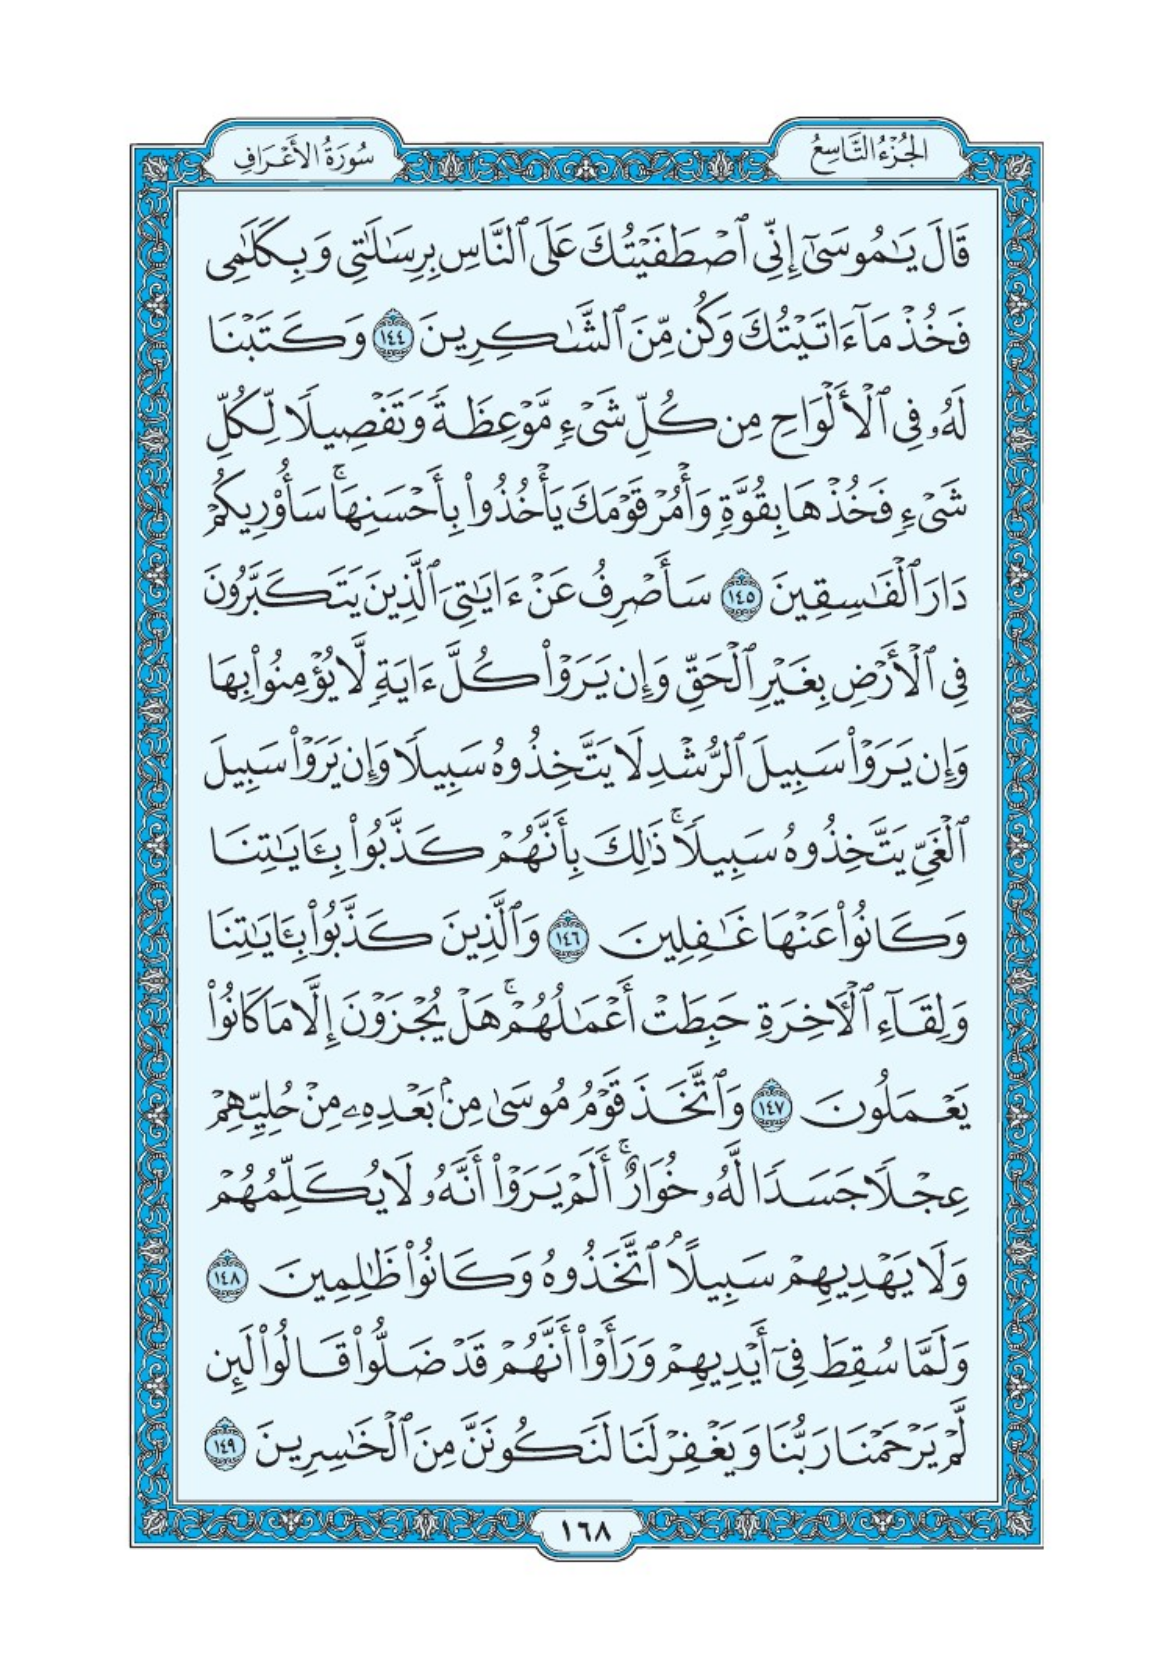 الجُزْءُ التَّاسِعُ
سُورَةُ الأَعْرَافِ
قَالَ يَٰمُوسَىٰٓ إِنِّي ٱصْطَفَيْتُكَ عَلَى ٱلنَّاسِ بِرِسَٰلَٰتِي وَبِكَلَٰمِي
فَخُذْ مَآ ءَاتَيْتُكَ وَكُن مِّنَ ٱلشَّٰكِرِينَ ١٤٤ وَكَتَبْنَا
لَهُۥ فِي ٱلْأَلْوَاحِ مِن كُلِّ شَيْءٍ مَّوْعِظَةً وَتَفْصِيلًا لِّكُلِّ
شَيْءٍ فَخُذْهَا بِقُوَّةٍ وَأْمُرْ قَوْمَكَ يَأْخُذُوا۟ بِأَحْسَنِهَا ۚ سَأُو۟رِيكُمْ
دَارَ ٱلْفَٰسِقِينَ ١٤٥ سَأَصْرِفُ عَنْ ءَايَٰتِيَ ٱلَّذِينَ يَتَكَبَّرُونَ
فِي ٱلْأَرْضِ بِغَيْرِ ٱلْحَقِّ وَإِن يَرَوْا۟ كُلَّ ءَايَةٍ لَّا يُؤْمِنُوا۟ بِهَا
وَإِن يَرَوْا۟ سَبِيلَ ٱلرُّشْدِ لَا يَتَّخِذُوهُ سَبِيلًا وَإِن يَرَوْا۟ سَبِيلَ
ٱلْغَيِّ يَتَّخِذُوهُ سَبِيلًا ۚ ذَٰلِكَ بِأَنَّهُمْ كَذَّبُوا۟ بِـَٔايَٰتِنَا
وَكَانُوا۟ عَنْهَا غَٰفِلِينَ ١٤٦ وَٱلَّذِينَ كَذَّبُوا۟ بِـَٔايَٰتِنَا
وَلِقَآءِ ٱلْـَٔاخِرَةِ حَبِطَتْ أَعْمَٰلُهُمْ ۚ هَلْ يُجْزَوْنَ إِلَّا مَا كَانُوا۟
يَعْمَلُونَ ١٤٧ وَٱتَّخَذَ قَوْمُ مُوسَىٰ مِنۢ بَعْدِهِۦ مِنْ حُلِيِّهِمْ
عِجْلًا جَسَدًا لَّهُۥ خُوَارٌ ۚ أَلَمْ يَرَوْا۟ أَنَّهُۥ لَا يُكَلِّمُهُمْ
وَلَا يَهْدِيهِمْ سَبِيلًا ۘ ٱتَّخَذُوهُ وَكَانُوا۟ ظَٰلِمِينَ ١٤٨
وَلَمَّا سُقِطَ فِيٓ أَيْدِيهِمْ وَرَأَوْا۟ أَنَّهُمْ قَدْ ضَلُّوا۟ قَالُوا۟ لَئِن
لَّمْ يَرْحَمْنَا رَبُّنَا وَيَغْفِرْ لَنَا لَنَكُونَنَّ مِنَ ٱلْخَٰسِرِينَ ١٤٩
١٦٨